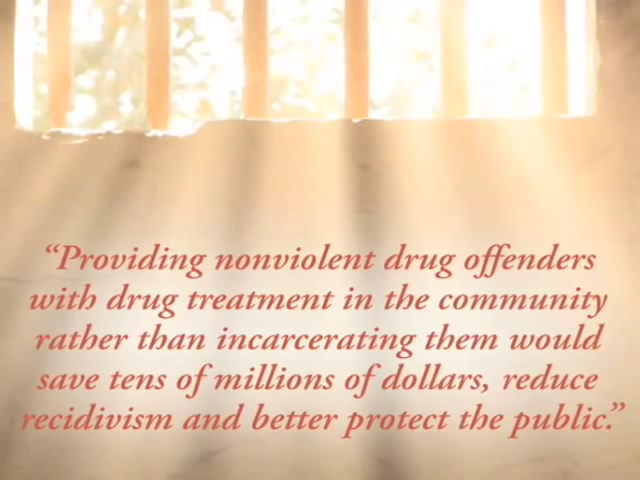 “Providing nonviolent drug offenders
with drug treatment in the community
rather than incarcerating them would
save tens of millions of dollars, reduce
recidivism and better protect the public.”